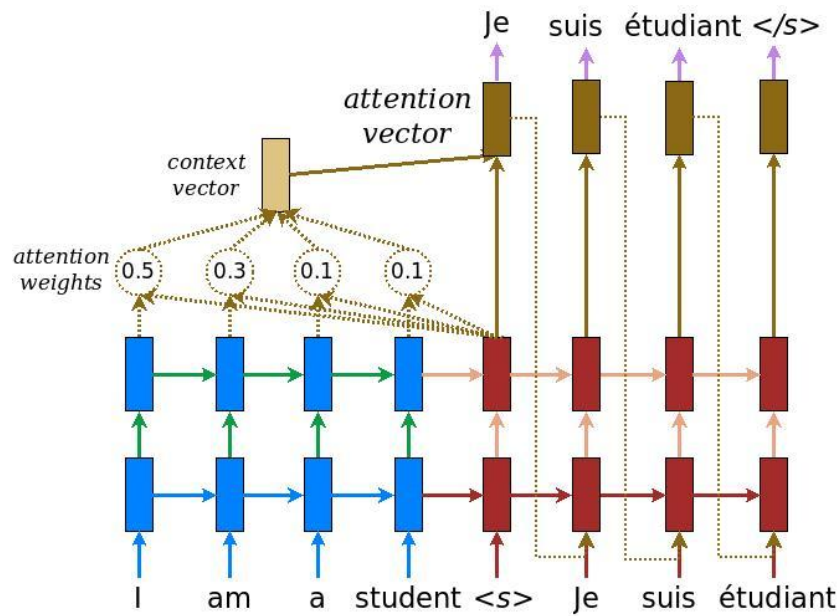 Je suis étudiant </s>
attention
vector
context
vector
attention
weights
0.5 0.3 0.1 0.1
I am a student <s> Je suis étudiant